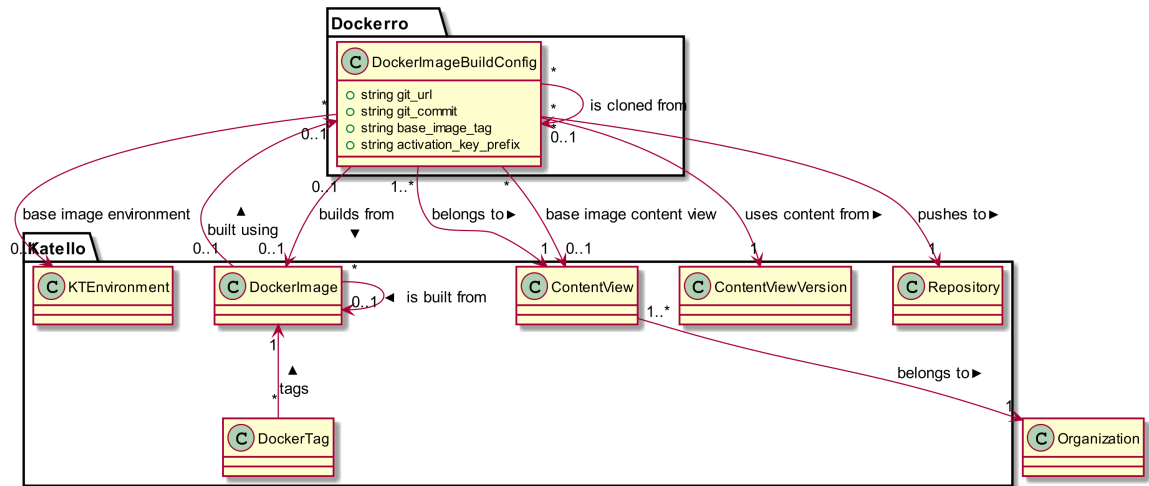 Dockerro
C DockerImageBuildConfig
string git_url
string git_commit
string base_image_tag
string activation_key_prefix
*
is cloned from
*
*
0..1
*
0..1
0..1
1..*
*
base image environment
▲
built using
builds from
▼
belongs to ►
base image content view
uses content from ►
pushes to ►
0..1
0..1
0..1
1
0..1
1
1
Katello
C KTEnvironment
C DockerImage
C ContentView
C ContentViewVersion
C Repository
*
0..1
◄ is built from
1..*
1
▲
tags
*
belongs to ►
1
C DockerTag
C Organization